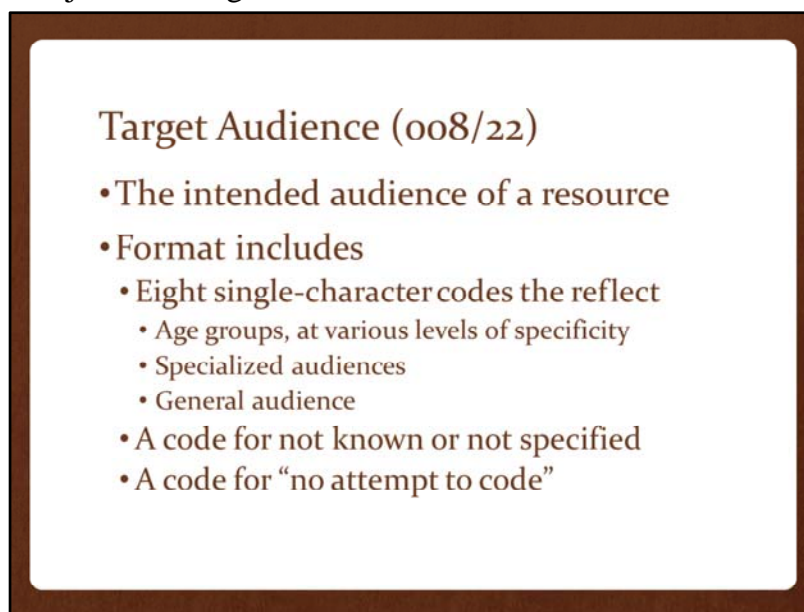 Target Audience (008/22)
•The intended audience of a resource
•Format includes
•Eight single-character codes the reflect
• Age groups, at various levels of specificity
• Specialized audiences
• General audience
•A code for not known or not specified
•A code for “no attempt to code”